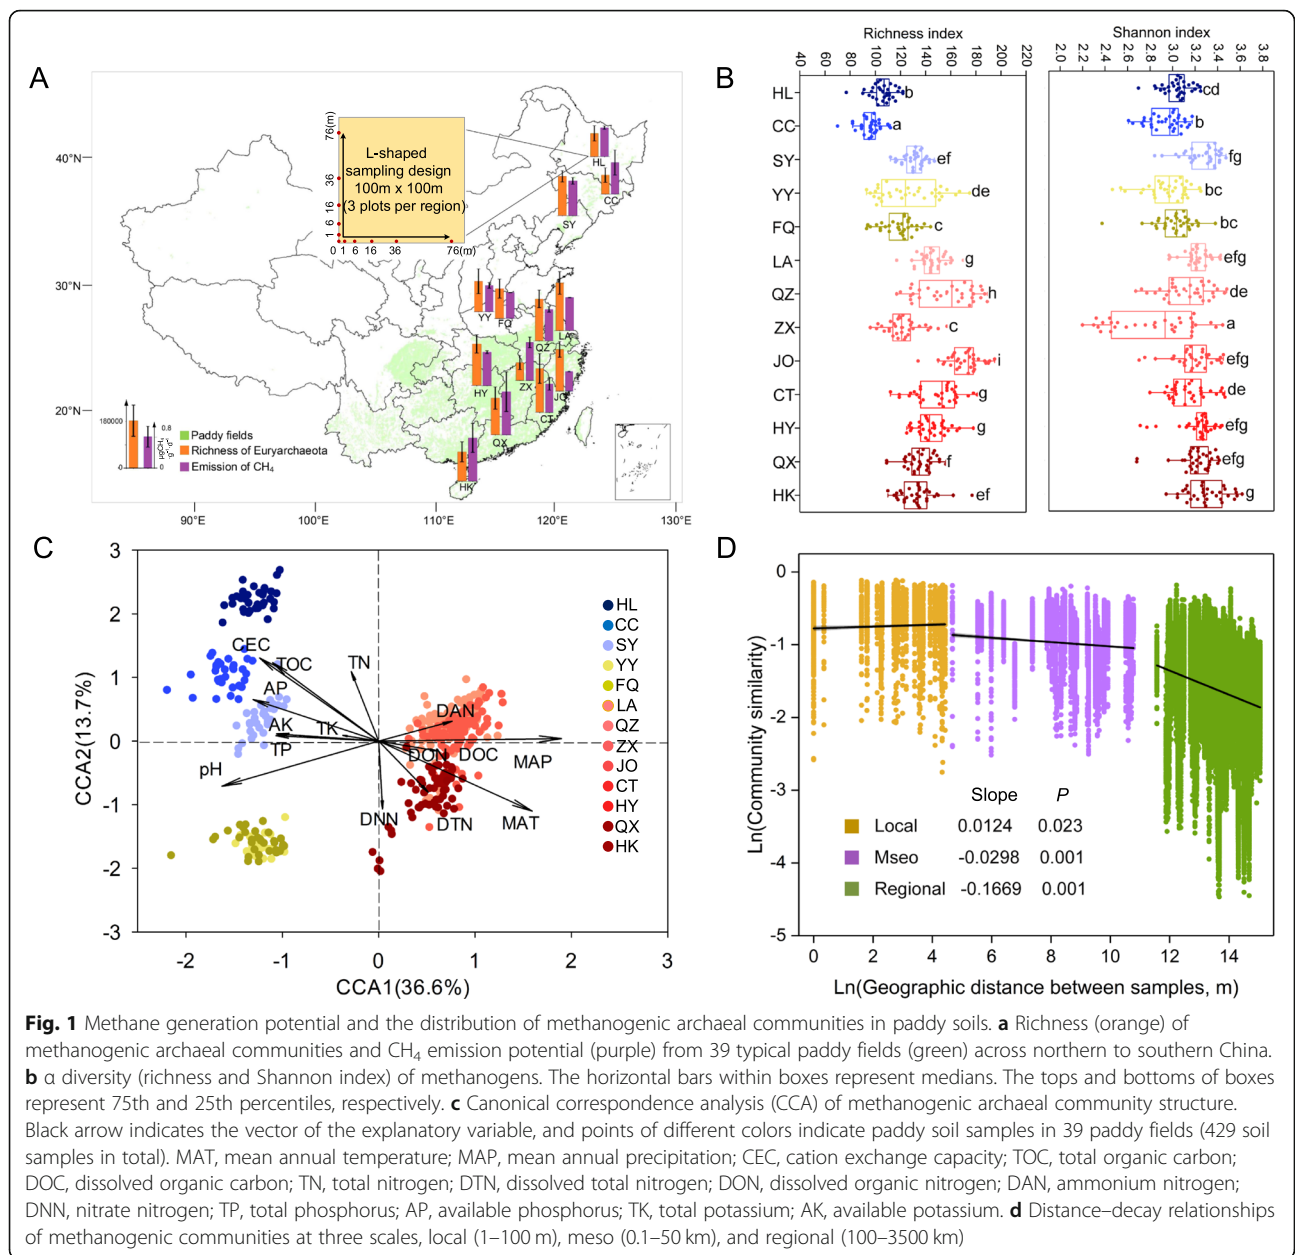 A
76(m)
36
16
6
1
L-shaped
sampling design
100m x 100m
(3 plots per region)
0 1 6 16 36 76(m)
40°N
30°N
20°N
HL
CC
SY
YY
FQ
LA
QZ
HY
ZX
JO
CT
QX
HK
180000
0
0.8
0
μgCH₄
g⁻¹d⁻¹
Paddy fields
Richness of Euryarchaeota
Emission of CH₄
90°E 100°E 110°E 120°E 130°E
B
Richness index
40 60 80 100 120 140 160 180 200 220
Shannon index
2.0 2.2 2.4 2.6 2.8 3.0 3.2 3.4 3.6 3.8
HL b cd
CC a b
SY ef fg
YY de bc
FQ c bc
LA g efg
QZ h de
ZX c a
JO i efg
CT g de
HY g efg
QX f efg
HK ef g
C
CCA2(13.7%)
3
2
1
0
-1
-2
-3
-2 -1 0 1 2 3
CCA1(36.6%)
CEC
TOC
TN
AP
AK
TK
TP
pH
DAN
DON
DOC
MAP
DNN
DTN
MAT
HL
CC
SY
YY
FQ
LA
QZ
ZX
JO
CT
HY
QX
HK
D
Ln(Community similarity)
0
-1
-2
-3
-4
-5
0 2 4 6 8 10 12 14
Ln(Geographic distance between samples, m)
Slope P
Local 0.0124 0.023
Mseo -0.0298 0.001
Regional -0.1669 0.001
Fig. 1 Methane generation potential and the distribution of methanogenic archaeal communities in paddy soils. a Richness (orange) of
methanogenic archaeal communities and CH₄ emission potential (purple) from 39 typical paddy fields (green) across northern to southern China.
b α diversity (richness and Shannon index) of methanogens. The horizontal bars within boxes represent medians. The tops and bottoms of boxes
represent 75th and 25th percentiles, respectively. c Canonical correspondence analysis (CCA) of methanogenic archaeal community structure.
Black arrow indicates the vector of the explanatory variable, and points of different colors indicate paddy soil samples in 39 paddy fields (429 soil
samples in total). MAT, mean annual temperature; MAP, mean annual precipitation; CEC, cation exchange capacity; TOC, total organic carbon;
DOC, dissolved organic carbon; TN, total nitrogen; DTN, dissolved total nitrogen; DON, dissolved organic nitrogen; DAN, ammonium nitrogen;
DNN, nitrate nitrogen; TP, total phosphorus; AP, available phosphorus; TK, total potassium; AK, available potassium. d Distance–decay relationships
of methanogenic communities at three scales, local (1–100 m), meso (0.1–50 km), and regional (100–3500 km)